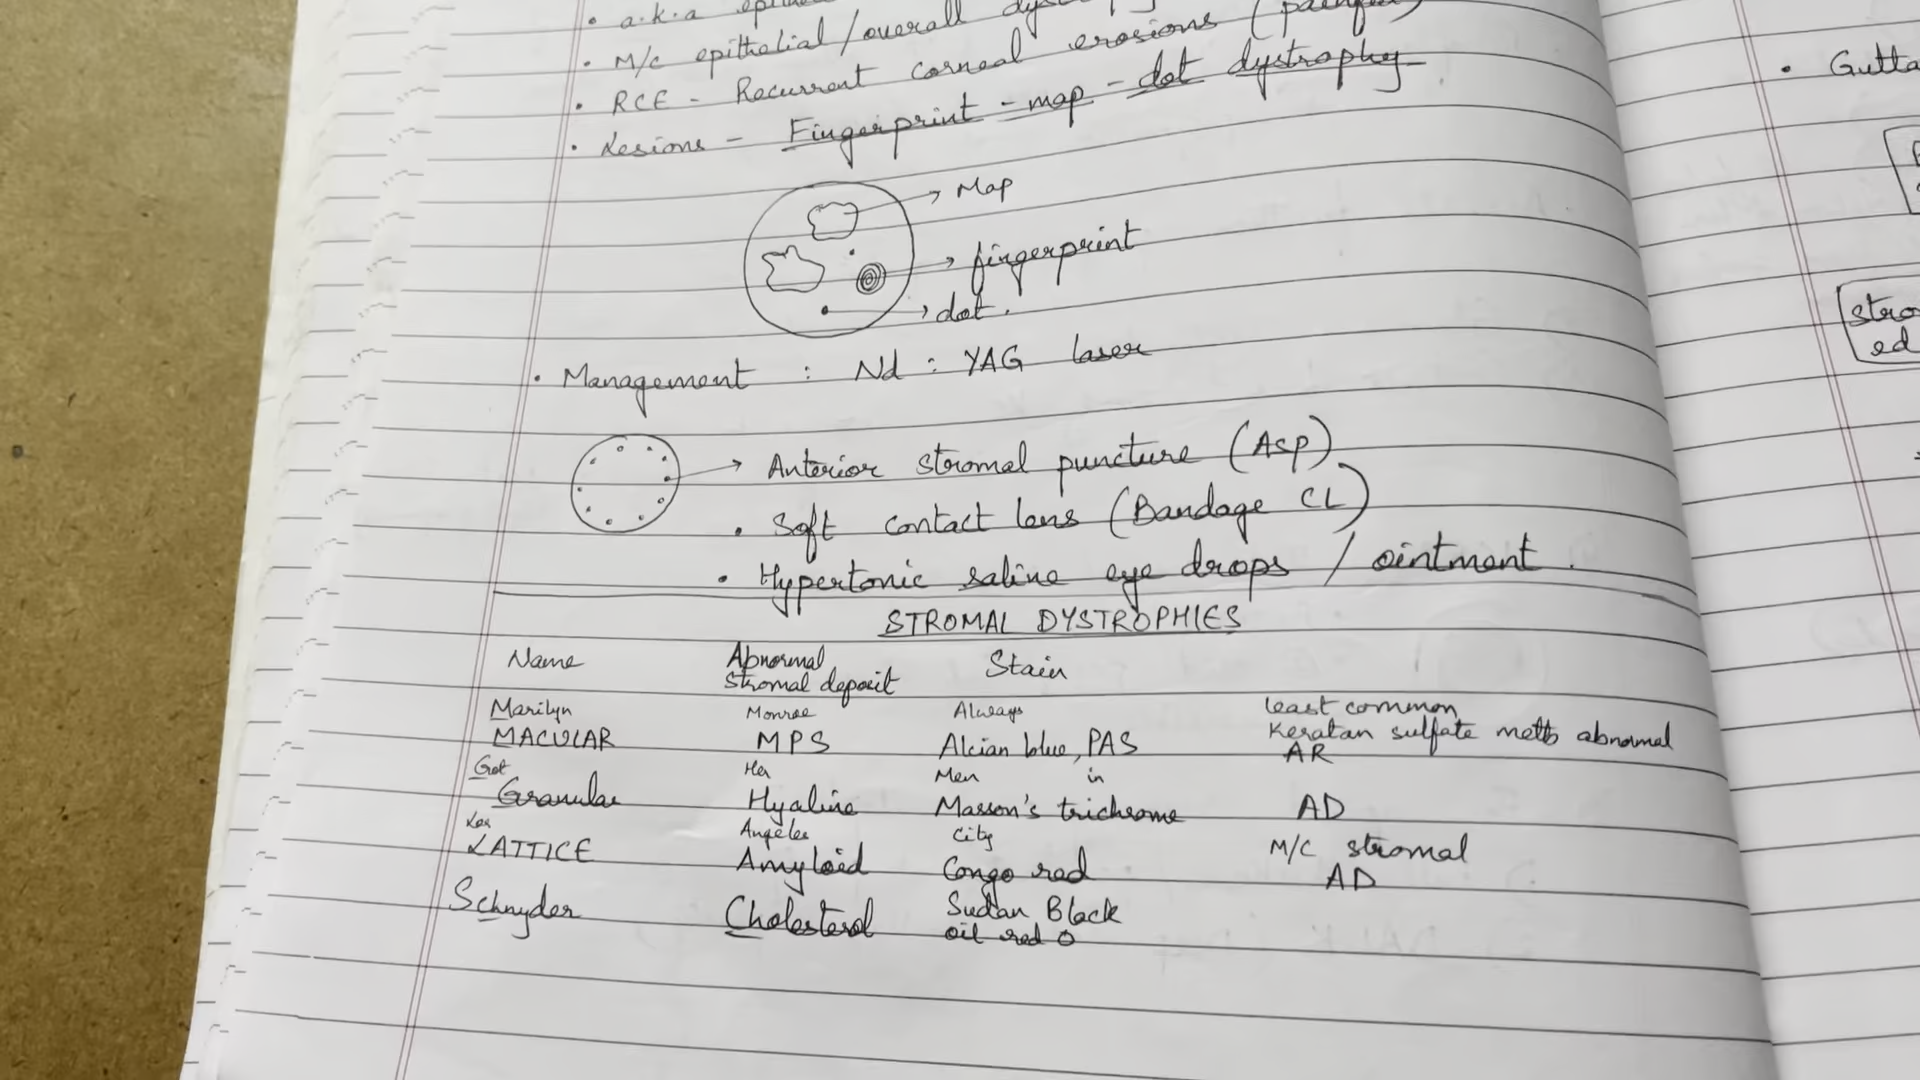 • a.k.a
• M/c epithelial / overall
• RCE - Recurrent corneal erosions (painful)
• Lesions - Fingerprint - map - dot dystrophy
→ Map
→ fingerprint
→ dot.
• Management : Nd : YAG laser
→ Anterior stromal puncture (ASP)
• Soft contact lens (Bandage CL)
• Hypertonic saline eye drops / ointment.
STROMAL DYSTROPHIES
Name Abnormal Stromal deposit Stain
Marilyn Monroe Always least common
MACULAR MPS Alcian blue, PAS Keratan sulfate metb abnormal
AR
Got Her Men in
Granular Hyaline Masson's trichrome AD
Los Angeles City
LATTICE Amyloid Congo red M/C stromal
AD
Schnyder Cholesterol Sudan Black
oil red O
• Gutta
stro
ed